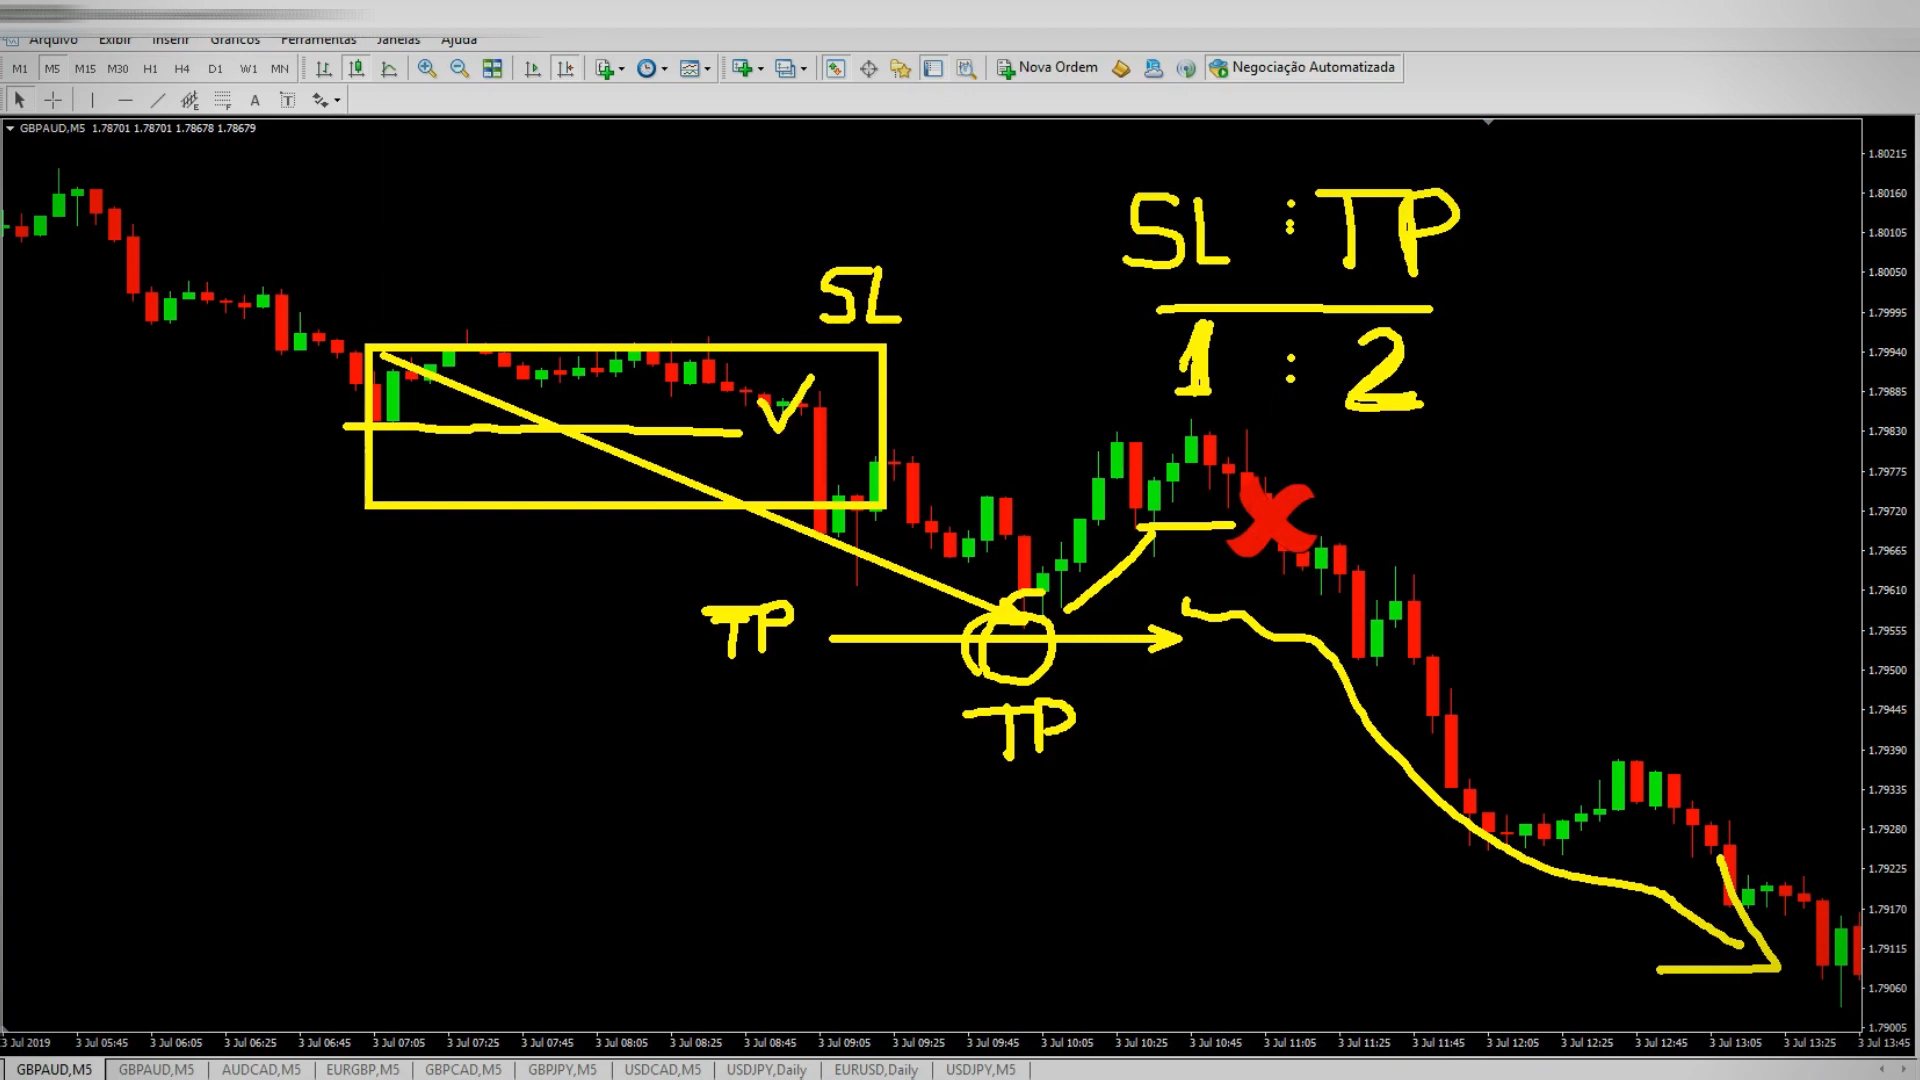 Arquivo Exibir Inserir Gráficos Ferramentas Janelas Ajuda
M1 M5 M15 M30 H1 H4 D1 W1 MN Nova Ordem Negociação Automatizada
E F A T
GBPAUD,M5 1.78701 1.78701 1.78678 1.78679
SL : TP
1 : 2
SL
TP
TP
1.80215
1.80160
1.80105
1.80050
1.79995
1.79940
1.79885
1.79830
1.79775
1.79720
1.79665
1.79610
1.79555
1.79500
1.79445
1.79390
1.79335
1.79280
1.79225
1.79170
1.79115
1.79060
1.79005
3 Jul 2019 3 Jul 05:45 3 Jul 06:05 3 Jul 06:25 3 Jul 06:45 3 Jul 07:05 3 Jul 07:25 3 Jul 07:45 3 Jul 08:05 3 Jul 08:25 3 Jul 08:45 3 Jul 09:05 3 Jul 09:25 3 Jul 09:45 3 Jul 10:05 3 Jul 10:25 3 Jul 10:45 3 Jul 11:05 3 Jul 11:25 3 Jul 11:45 3 Jul 12:05 3 Jul 12:25 3 Jul 12:45 3 Jul 13:05 3 Jul 13:25 3 Jul 13:45
GBPAUD,M5 GBPAUD,M5 AUDCAD,M5 EURGBP,M5 GBPCAD,M5 GBPJPY,M5 USDCAD,M5 USDJPY,Daily EURUSD,Daily USDJPY,M5